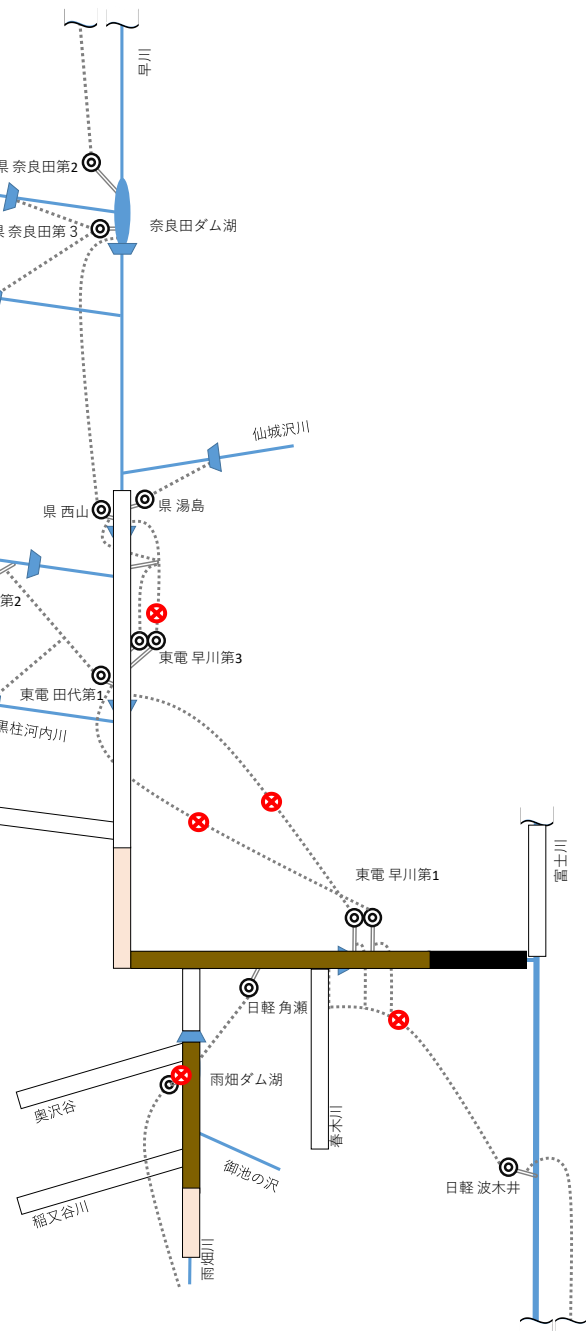 早川
県 奈良田第2
奈良田ダム湖
県 奈良田第３
仙城沢川
県 西山
県 湯島
第2
東電 早川第3
東電 田代第1
黒桂河内川
東電 早川第1
富士川
日軽 角瀬
雨畑ダム湖
奥沢谷
春木川
御池の沢
日軽 波木井
稲又谷川
雨畑川